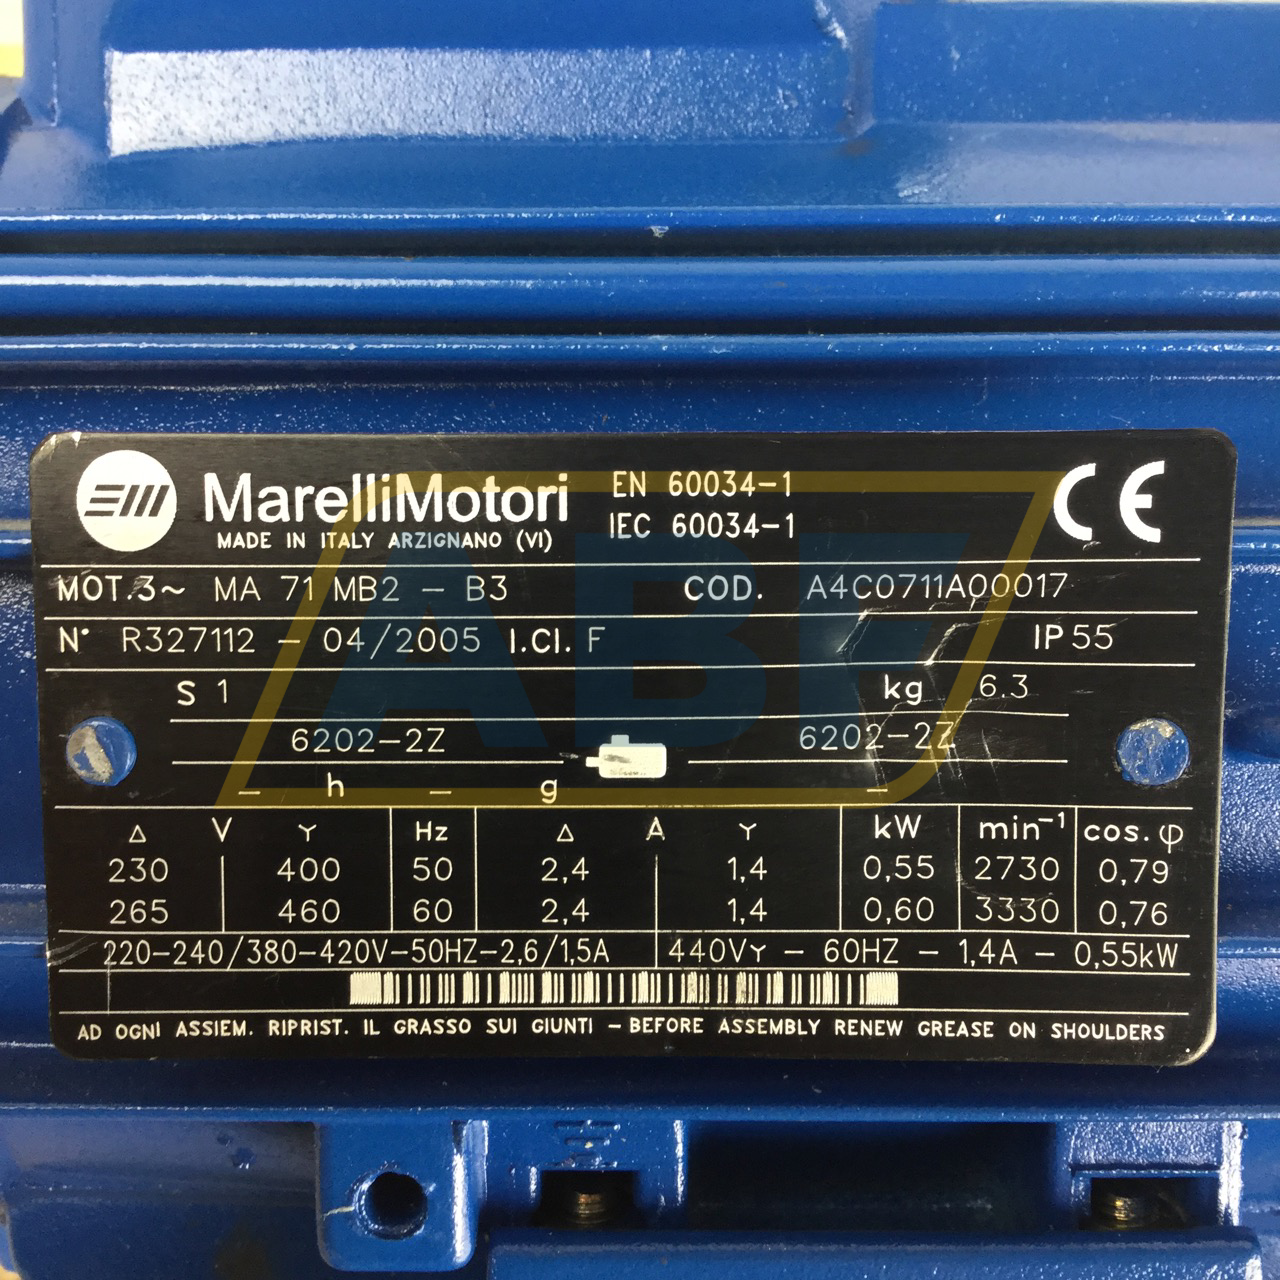 MarelliMotori
MADE IN ITALY ARZIGNANO (VI)
EN 60034-1
IEC 60034-1
CE
MOT.3~ MA 71 MB2 - B3 COD. A4C0711A00017
N° R327112 - 04/2005 I.Cl. F IP 55
S 1 kg 6.3
6202-2Z 6202-2Z
- h - g -
Δ V Y Hz Δ A Y kW min⁻¹ cos.φ
230 400 50 2,4 1,4 0,55 2730 0,79
265 460 60 2,4 1,4 0,60 3330 0,76
220-240/380-420V-50HZ-2,6/1,5A 440VY - 60HZ - 1,4A - 0,55kW
AD OGNI ASSIEM. RIPRIST. IL GRASSO SUI GIUNTI - BEFORE ASSEMBLY RENEW GREASE ON SHOULDERS
ABF